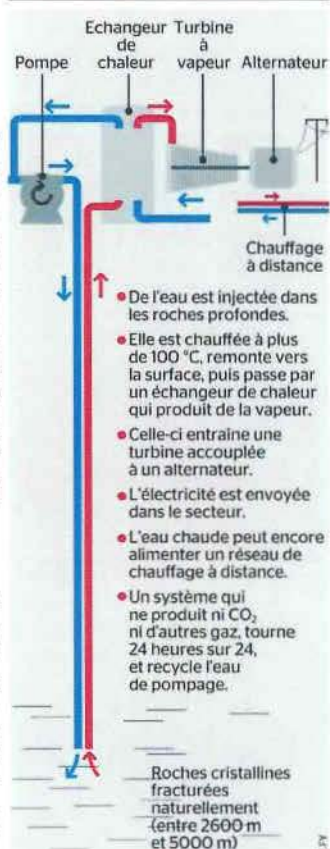 Echangeur
de
chaleur
Turbine
à
vapeur
Pompe
Alternateur
Chauffage
à distance
• De l'eau est injectée dans
les roches profondes.
• Elle est chauffée à plus
de 100 °C, remonte vers
la surface, puis passe par
un échangeur de chaleur
qui produit de la vapeur.
• Celle-ci entraîne une
turbine accouplée
à un alternateur.
• L'électricité est envoyée
dans le secteur.
• L'eau chaude peut encore
alimenter un réseau de
chauffage à distance.
• Un système qui
ne produit ni CO₂
ni d'autres gaz, tourne
24 heures sur 24,
et recycle l'eau
de pompage.
Roches cristallines
fracturées
naturellement
(entre 2600 m
et 5000 m)